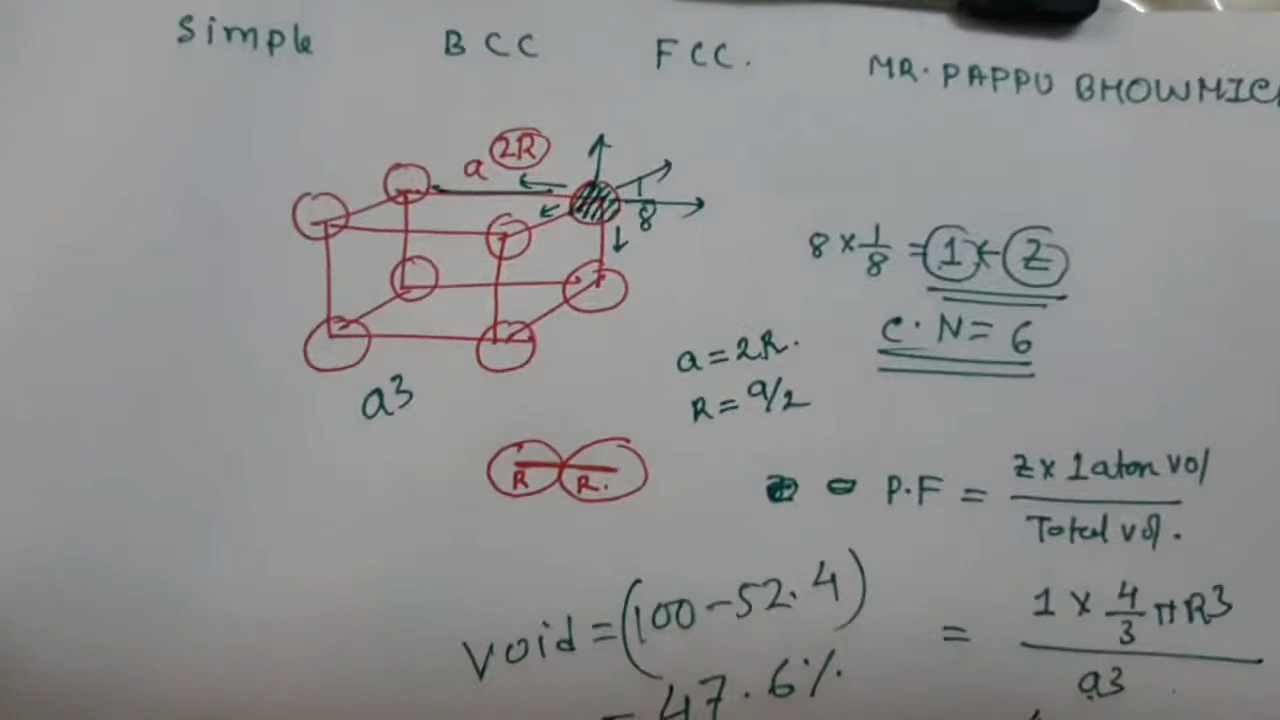 Simple BCC FCC. MR. PAPPU BHOWMIC
a 2R
8
8 × 1/8 = 1 ← Z
C.N = 6
a = 2R.
R = a/2
a3
R R.
P.F = Z × 1 atom vol / Total vol.
Void = (100 - 52.4)
= 1 × 4/3 πR3 / a3
= 47.6%